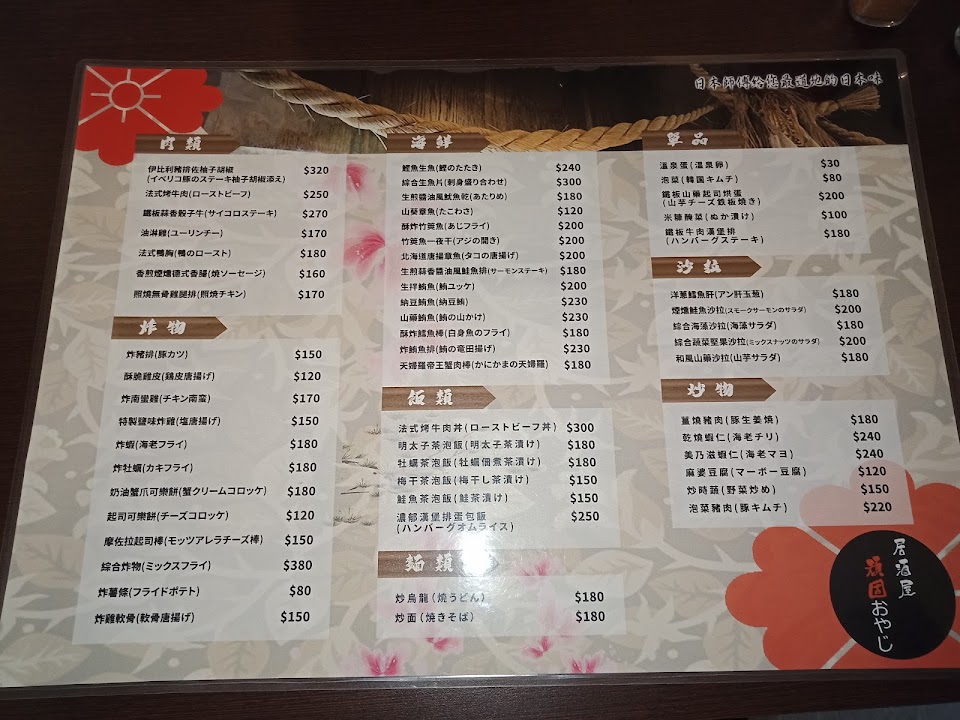 日本師傅給您最道地的日本味
肉類
伊比利豬排佐柚子胡椒 $320
(イベリコ豚のステーキ柚子胡椒添え)
法式烤牛肉(ローストビーフ) $250
鐵板蒜香骰子牛(サイコロステーキ) $270
油淋雞(ユーリンチー) $170
法式鴨胸(鴨のロースト) $180
香煎煙燻德式香腸(焼ソーセージ) $160
照燒無骨雞腿排(照焼チキン) $170
炸物
炸豬排(豚カツ) $150
酥脆雞皮(鶏皮唐揚げ) $120
炸南蠻雞(チキン南蛮) $170
特製鹽味炸雞(塩唐揚げ) $150
炸蝦(海老フライ) $180
炸牡蠣(カキフライ) $180
奶油蟹爪可樂餅(蟹クリームコロッケ) $180
起司可樂餅(チーズコロッケ) $120
摩佐拉起司棒(モッツアレラチーズ棒) $150
綜合炸物(ミックスフライ) $380
炸薯條(フライドポテト) $80
炸雞軟骨(軟骨唐揚げ) $150
海鮮
鰹魚生魚(鰹のたたき) $240
綜合生魚片(刺身盛り合わせ) $300
生煎醬油風魷魚乾(あたりめ) $180
山葵章魚(たこわさ) $120
酥炸竹筴魚(あじフライ) $200
竹筴魚一夜干(アジの開き) $200
北海道唐揚章魚(タコの唐揚げ) $200
生煎蒜香醬油風鮭魚排(サーモンステーキ) $180
生拌鮪魚(鮪ユッケ) $200
納豆鮪魚(納豆鮪) $230
山藥鮪魚(鮪の山かけ) $230
酥炸鱈魚棒(白身魚のフライ) $180
炸鮪魚排(鮪の竜田揚げ) $230
天婦羅帝王蟹肉棒(かにかまの天婦羅) $180
飯類
法式烤牛肉丼(ローストビーフ丼) $300
明太子茶泡飯(明太子茶漬け) $180
牡蠣茶泡飯(牡蠣佃煮茶漬け) $180
梅干茶泡飯(梅干し茶漬け) $150
鮭魚茶泡飯(鮭茶漬け) $150
濃郁漢堡排蛋包飯 $250
(ハンバーグオムライス)
麵類
炒烏龍(焼うどん) $180
炒面(焼きそば) $180
單品
溫泉蛋(温泉卵) $30
泡菜(韓国キムチ) $80
鐵板山藥起司烘蛋 $200
(山芋チーズ鉄板焼き)
米糠醃菜(ぬか漬け) $100
鐵板牛肉漢堡排 $180
(ハンバーグステーキ)
沙拉
洋蔥鱈魚肝(アン肝玉葱) $180
煙燻鮭魚沙拉(スモークサーモンのサラダ) $200
綜合海藻沙拉(海藻サラダ) $180
綜合蔬菜堅果沙拉(ミックスナッツのサラダ) $200
和風山藥沙拉(山芋サラダ) $180
炒物
薑燒豬肉(豚生姜焼) $180
乾燒蝦仁(海老チリ) $240
美乃滋蝦仁(海老マヨ) $240
麻婆豆腐(マーボー豆腐) $120
炒時蔬(野菜炒め) $150
泡菜豬肉(豚キムチ) $220
居酒屋
頑固おやじ